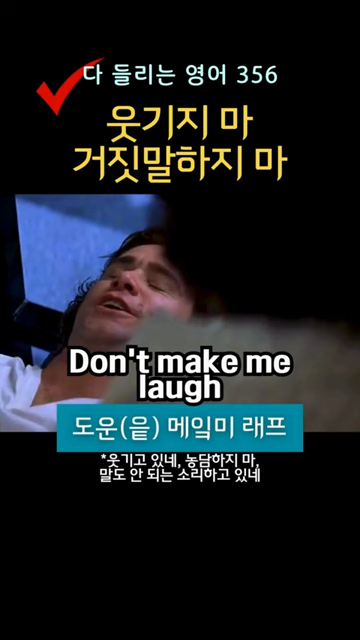 다 들리는 영어 356
웃기지 마
거짓말하지 마
Don't make me
laugh
도운(읕) 메잌미 래프
*웃기고 있네, 농담하지 마,
말도 안 되는 소리하고 있네